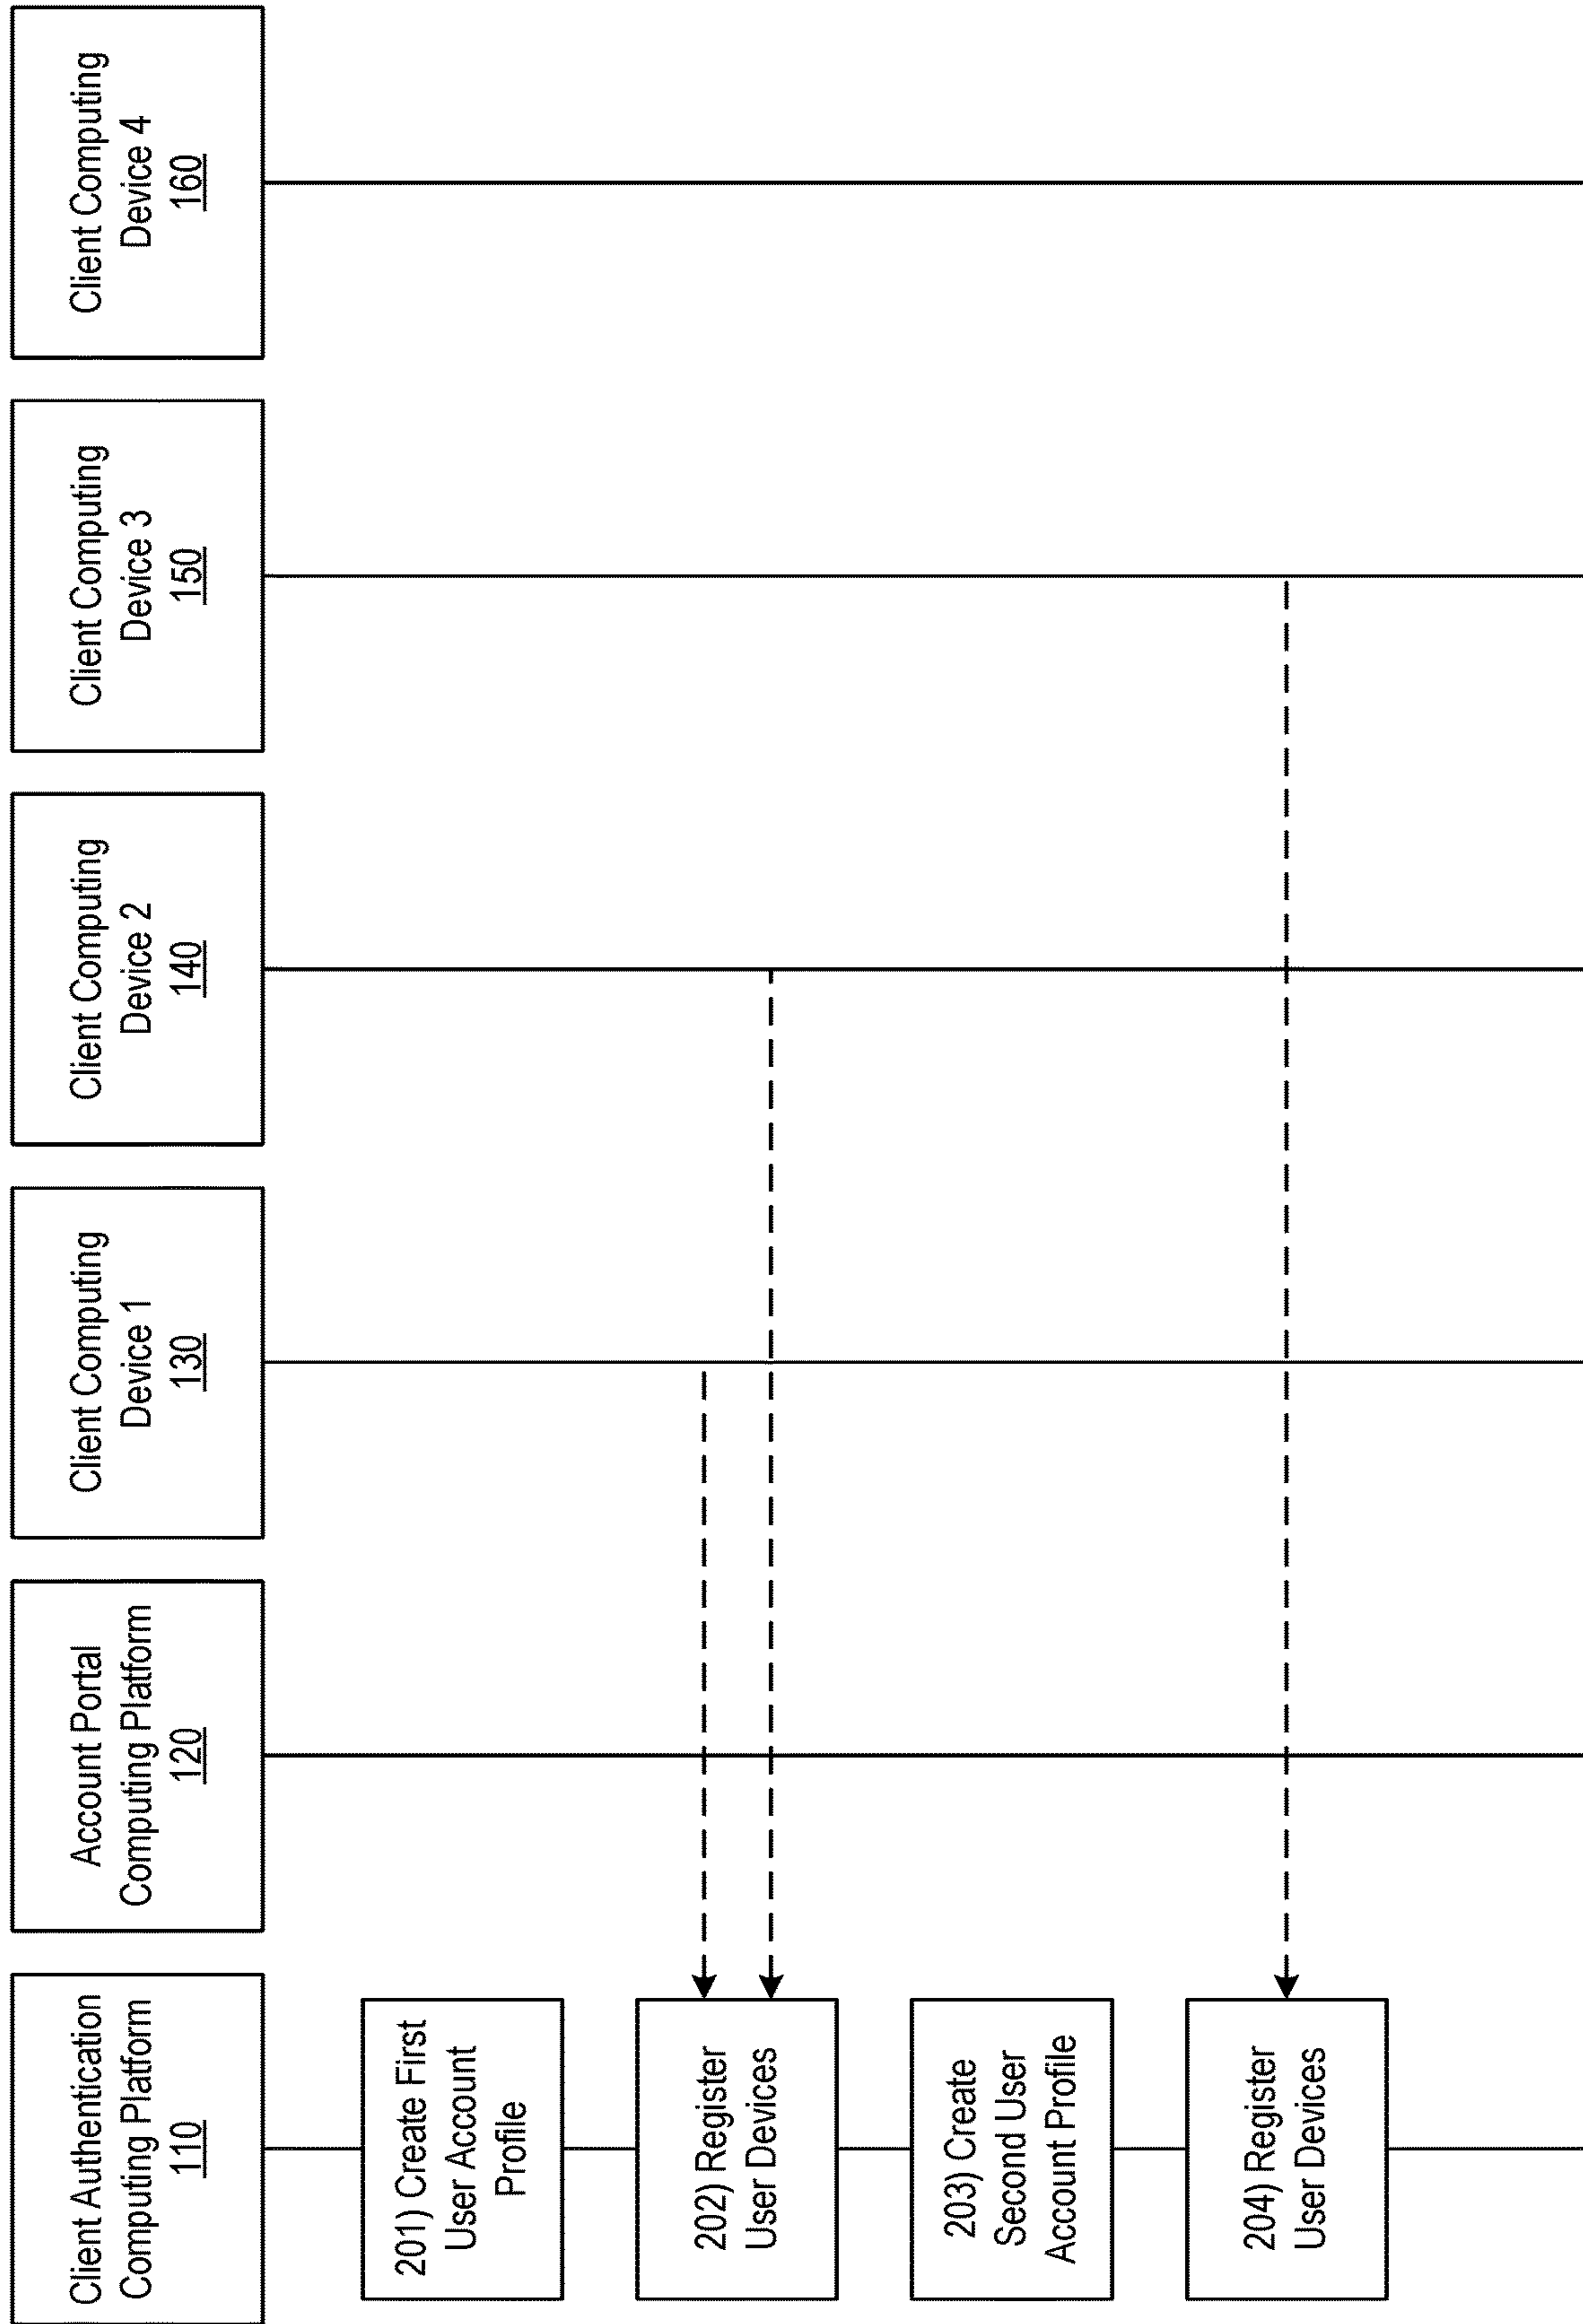 Client Authentication
Computing Platform
110
Account Portal
Computing Platform
120
Client Computing
Device 1
130
Client Computing
Device 2
140
Client Computing
Device 3
150
Client Computing
Device 4
160
201) Create First
User Account
Profile
202) Register
User Devices
203) Create
Second User
Account Profile
204) Register
User Devices